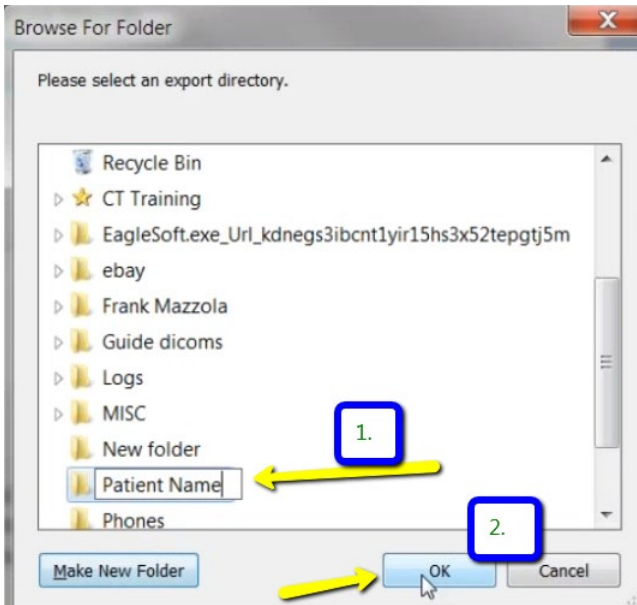 Browse For Folder
Please select an export directory.
Recycle Bin
CT Training
EagleSoft.exe_Url_kdnegs3ibcnt1yir15hs3x52tepgtj5m
ebay
Frank Mazzola
Guide dicoms
Logs
MISC
1.
New folder
Patient Name
Phones
2.
Make New Folder
OK
Cancel